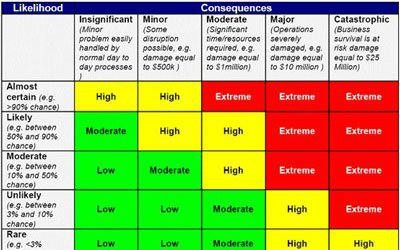 Likelihood
Consequences
Insignificant
(Minor
problem easily
handled by
normal day to
day processes
)
Minor
(Some
disruption
possible, e.g.
damage equal
to $500k )
Moderate
(Significant
time/resources
required, e.g.
damage equal
to $1million)
Major
(Operations
severely
damaged, e.g.
damage equal to
$10 million )
Catastrophic
(Business
survival is at
risk damage
equal to $25
Million)
Almost
certain (e.g.
>90% chance)
High
High
Extreme
Extreme
Extreme
Likely
(e.g. between
50% and 90%
chance)
Moderate
High
High
Extreme
Extreme
Moderate
(e.g. between
10% and 50%
chance)
Low
Moderate
High
Extreme
Extreme
Unlikely
(e.g. between
3% and 10%
chance)
Low
Low
Moderate
High
Extreme
Rare
(e.g. <3%
Low
Low
Moderate
High
High